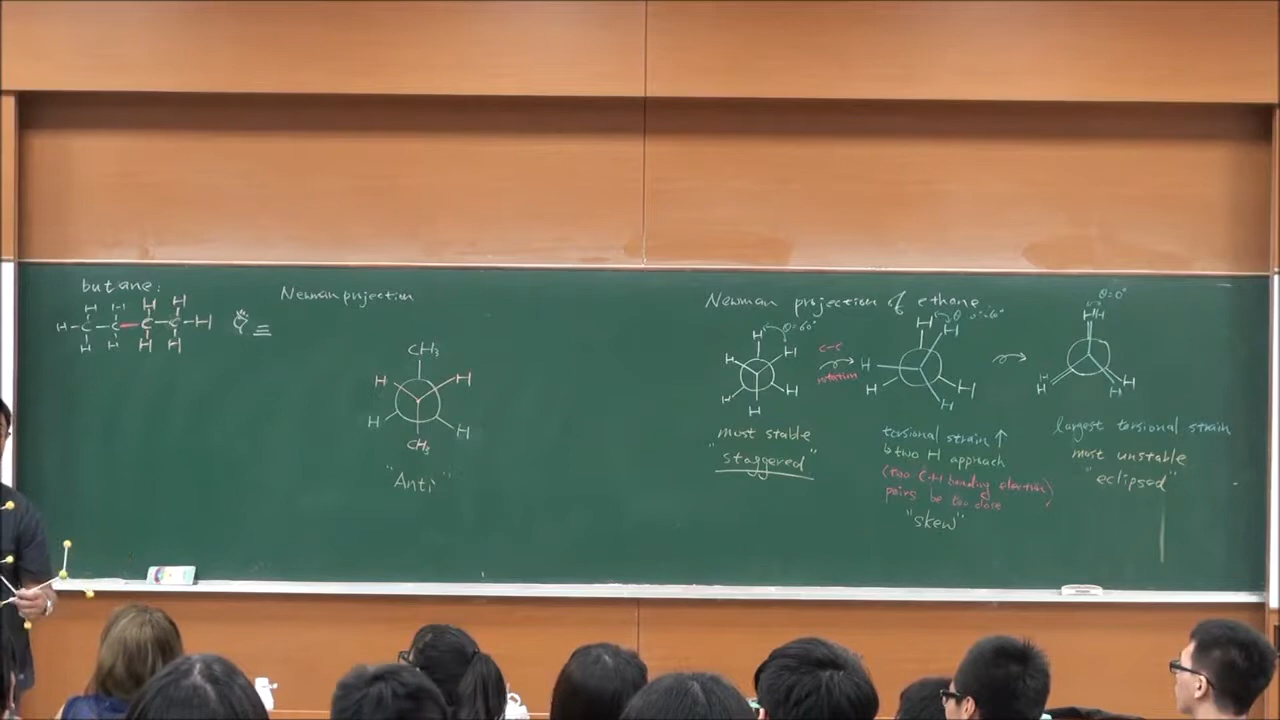 butane:
H H H H
H-C-C-C-C-H
H H H H
Newman projection
CH₃
H H
H H
CH₃
"Anti"
Newman projection of ethane
H θ=60°
H H
H H
H
most stable
"staggered"
C-C
rotation
H H
H
H H
H
torsional strain ↑
↳ two H approach
(two C-H bonding electron)
pairs be too close
"skew"
θ=0°
HH
H H
H H
largest torsional strain
most unstable
"eclipsed"